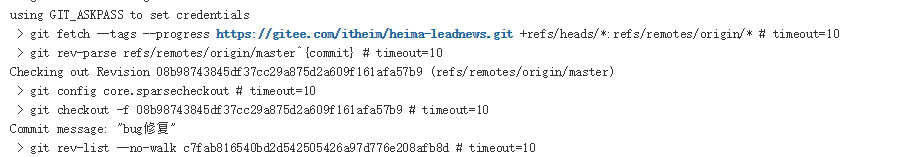 using GIT_ASKPASS to set credentials
> git fetch --tags --progress https://gitee.com/itheim/heima-leadnews.git +refs/heads/*:refs/remotes/origin/* # timeout=10
> git rev-parse refs/remotes/origin/master^{commit} # timeout=10
Checking out Revision 08b98743845df37cc29a875d2a609f161afa57b9 (refs/remotes/origin/master)
> git config core.sparsecheckout # timeout=10
> git checkout -f 08b98743845df37cc29a875d2a609f161afa57b9 # timeout=10
Commit message: "bug修复"
> git rev-list --no-walk c7fab816540bd2d542505426a97d776e208afb8d # timeout=10